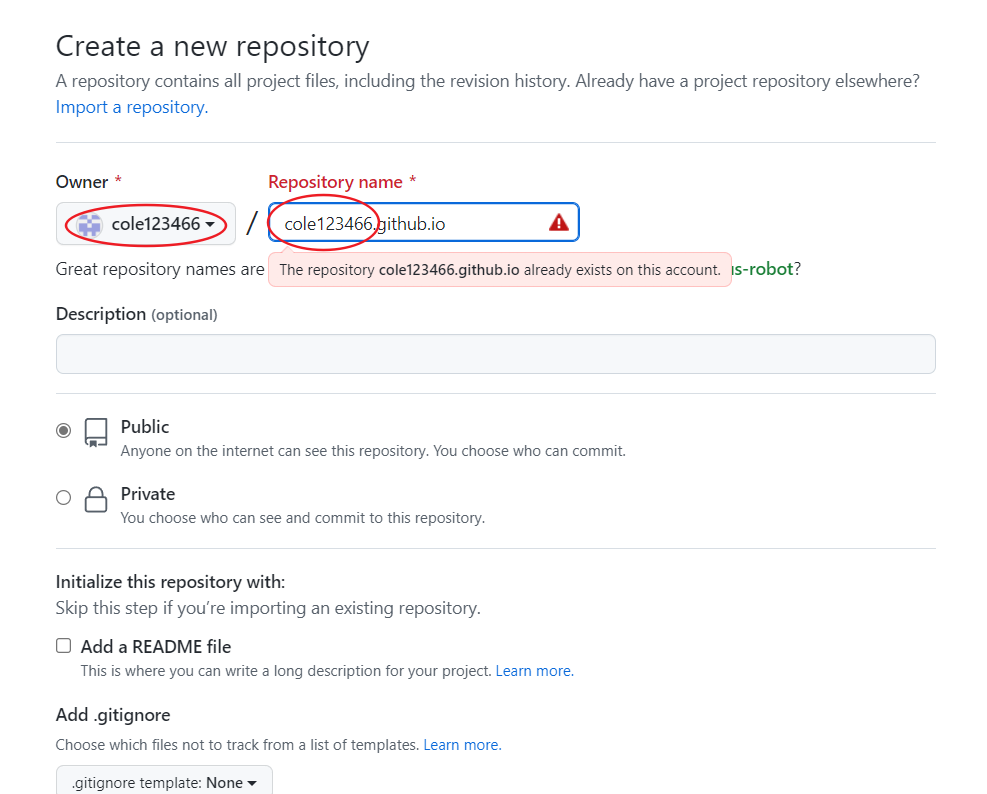 Create a new repository
A repository contains all project files, including the revision history. Already have a project repository elsewhere?
Import a repository.
Owner *
Repository name *
cole123466
/
cole123466.github.io
Great repository names are
The repository cole123466.github.io already exists on this account.
us-robot?
Description (optional)
Public
Anyone on the internet can see this repository. You choose who can commit.
Private
You choose who can see and commit to this repository.
Initialize this repository with:
Skip this step if you’re importing an existing repository.
Add a README file
This is where you can write a long description for your project. Learn more.
Add .gitignore
Choose which files not to track from a list of templates. Learn more.
.gitignore template: None